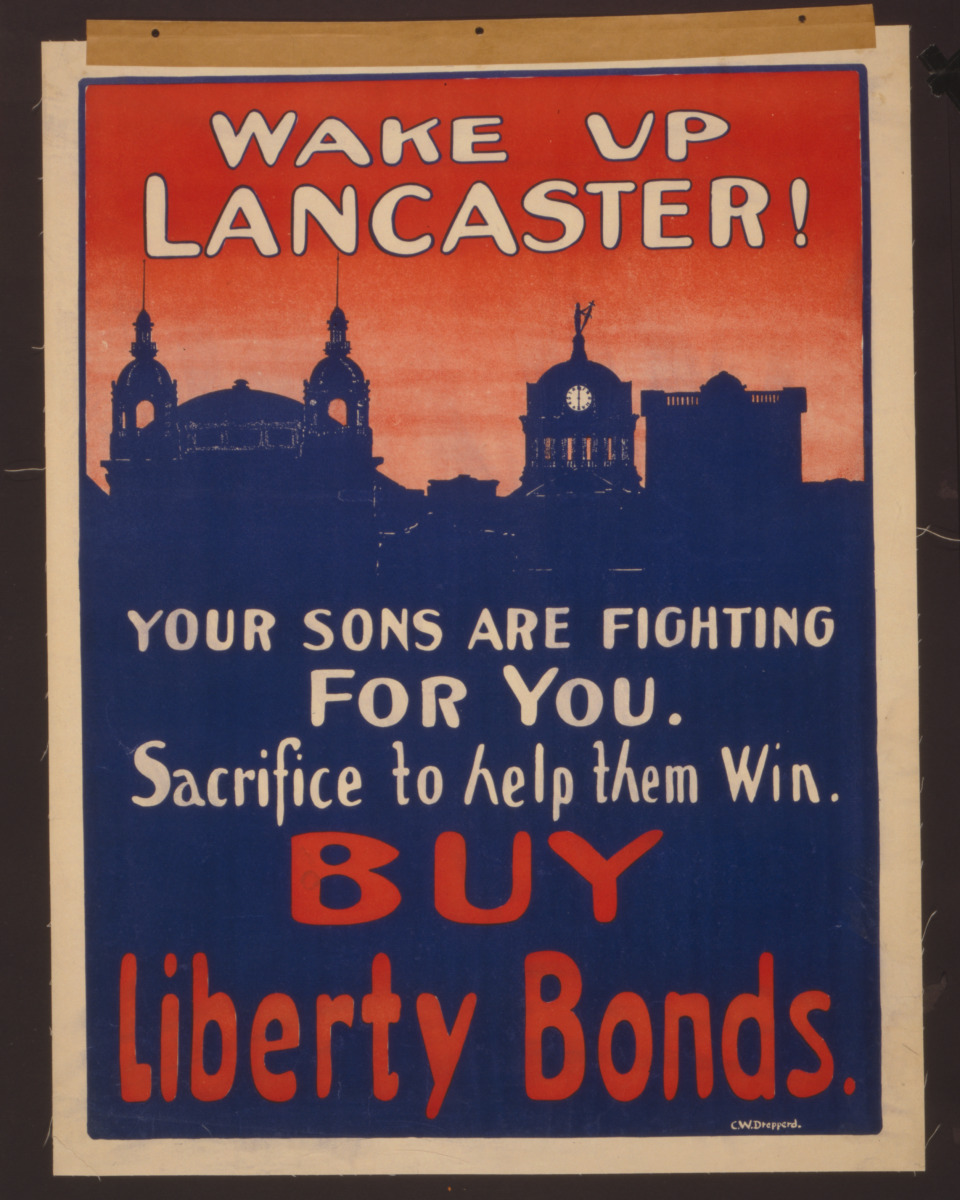 WAKE UP
LANCASTER!
YOUR SONS ARE FIGHTING
FOR YOU.
Sacrifice to help them Win.
BUY
Liberty Bonds.
C.W.Drepperd.